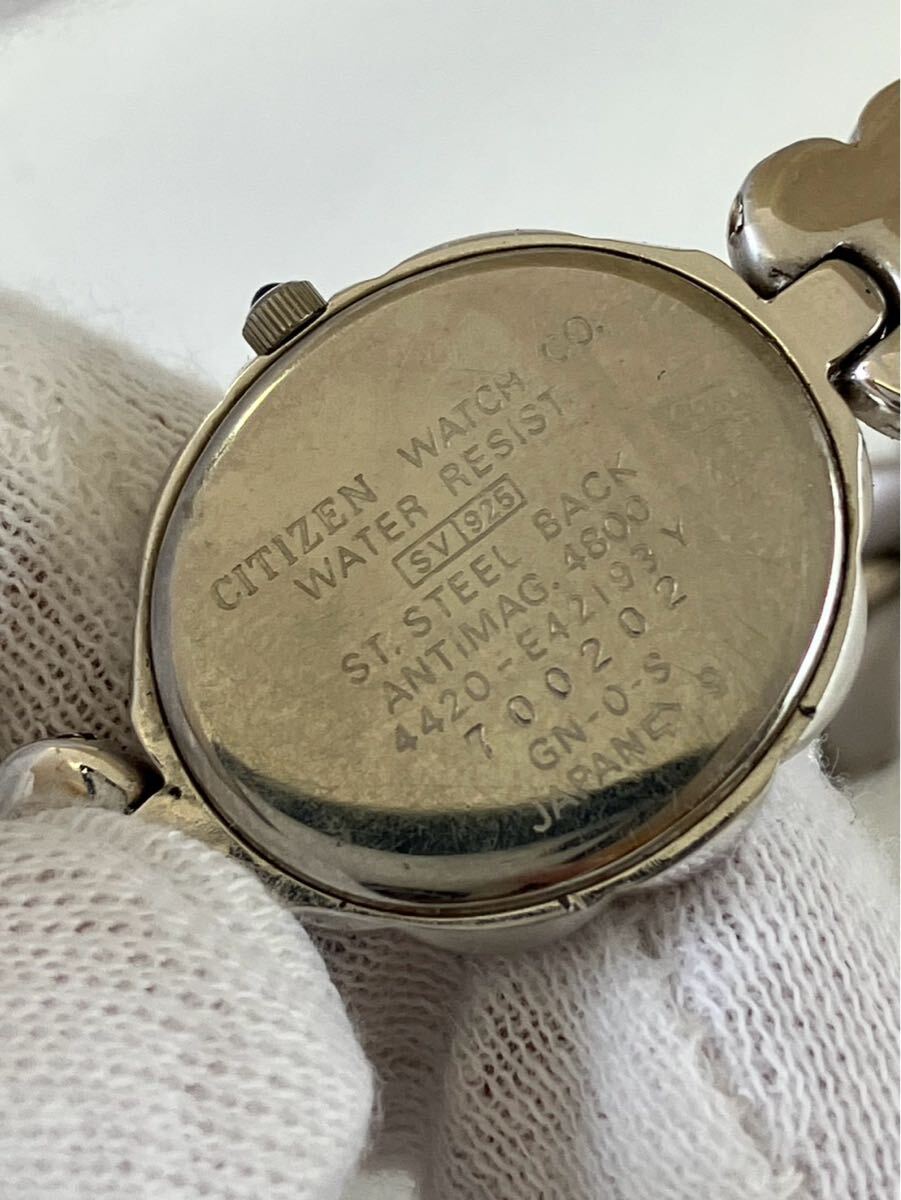 CITIZEN WATCH CO.
WATER RESIST
SV 925
ST. STEEL BACK
ANTIMAG. 4800
4420-E42193 Y
700202
GN-0-S
JAPAN